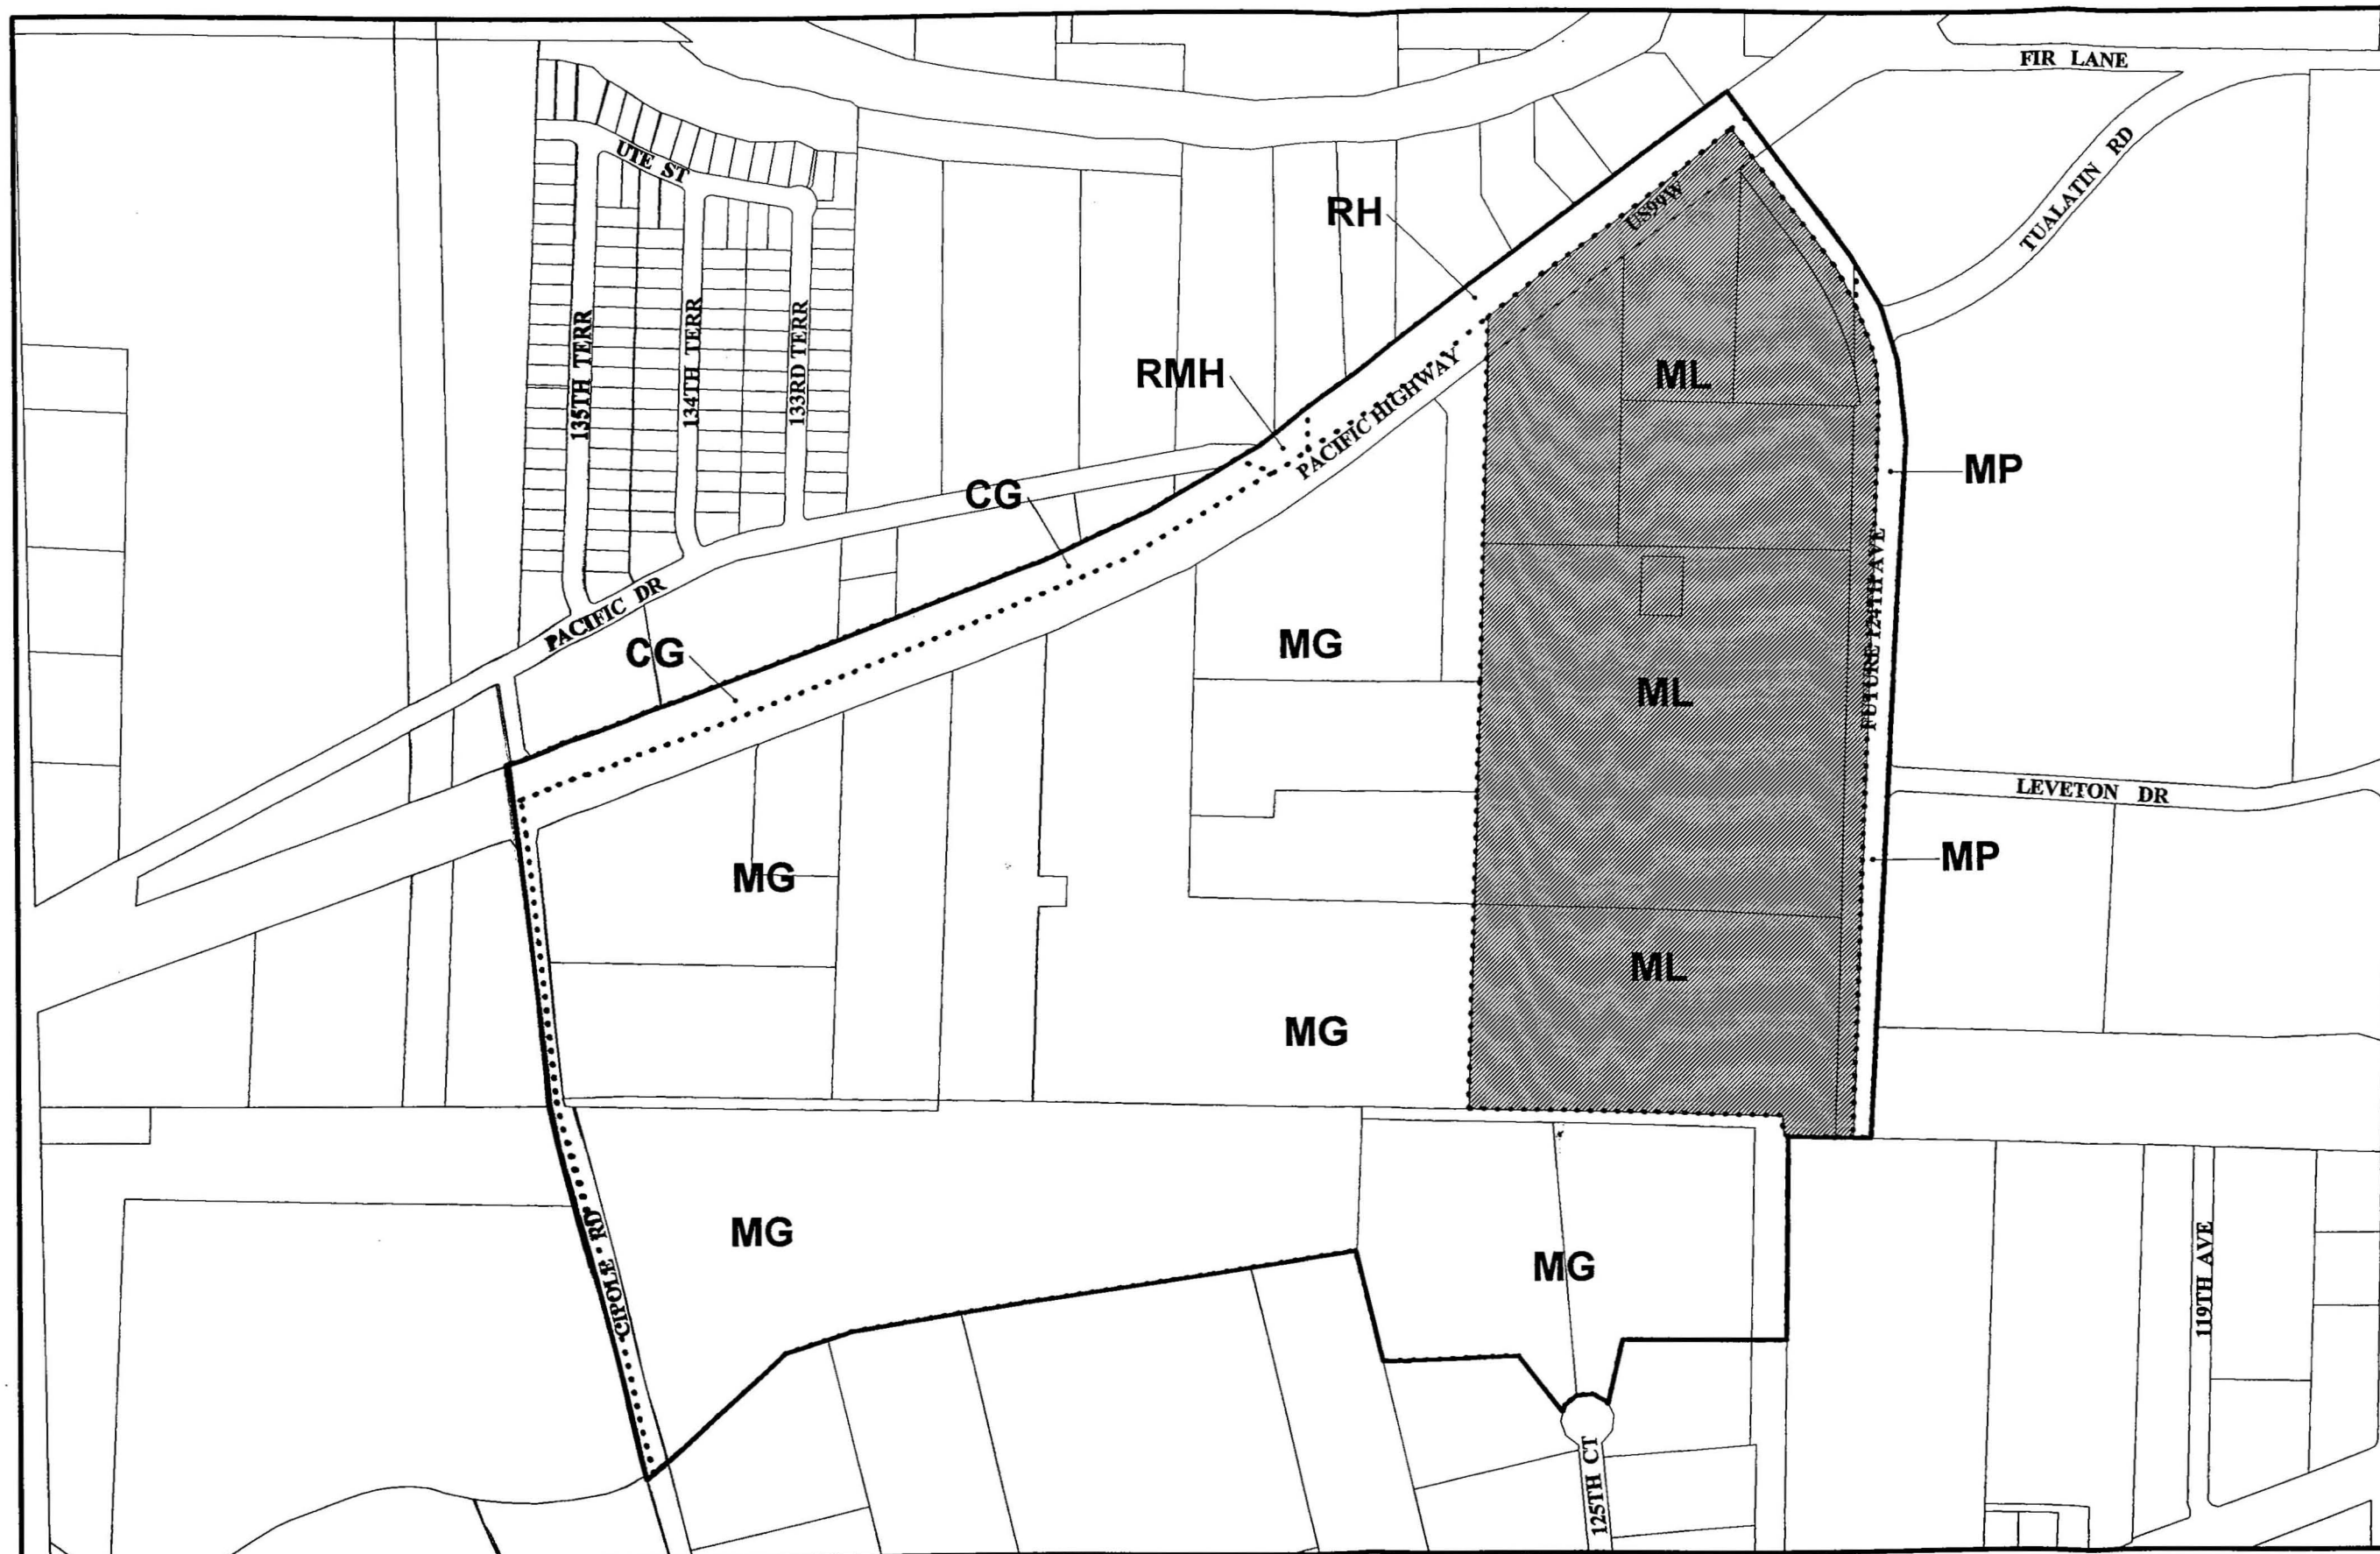 FIR LANE
TUALATIN RD
UTE ST
RH
US99W
135TH TERR
134TH TERR
133RD TERR
RMH
PACIFIC HIGHWAY
ML
MP
CG
FUTURE 124TH AVE
PACIFIC DR
CG
MG
ML
LEVETON DR
MG
MP
ML
MG
MG
CIPOLE RD
MG
119TH AVE
125TH CT